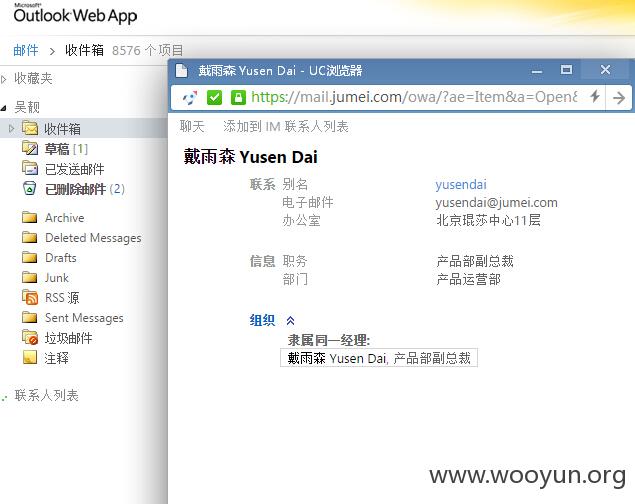 Microsoft®
Outlook Web App
邮件 > 收件箱 8576 个项目
收藏夹
吴靓
收件箱
草稿 [1]
已发送邮件
已删除邮件 (2)
Archive
Deleted Messages
Drafts
Junk
RSS 源
Sent Messages
垃圾邮件
注释
联系人列表
戴雨森 Yusen Dai - UC浏览器
https://mail.jumei.com/owa/?ae=Item&a=Open&
聊天 添加到 IM 联系人列表
戴雨森 Yusen Dai
联系 别名 yusendai
电子邮件 yusendai@jumei.com
办公室 北京琨莎中心11层
信息 职务 产品部副总裁
部门 产品运营部
组织
隶属同一经理:
戴雨森 Yusen Dai, 产品部副总裁
www.wooyun.org